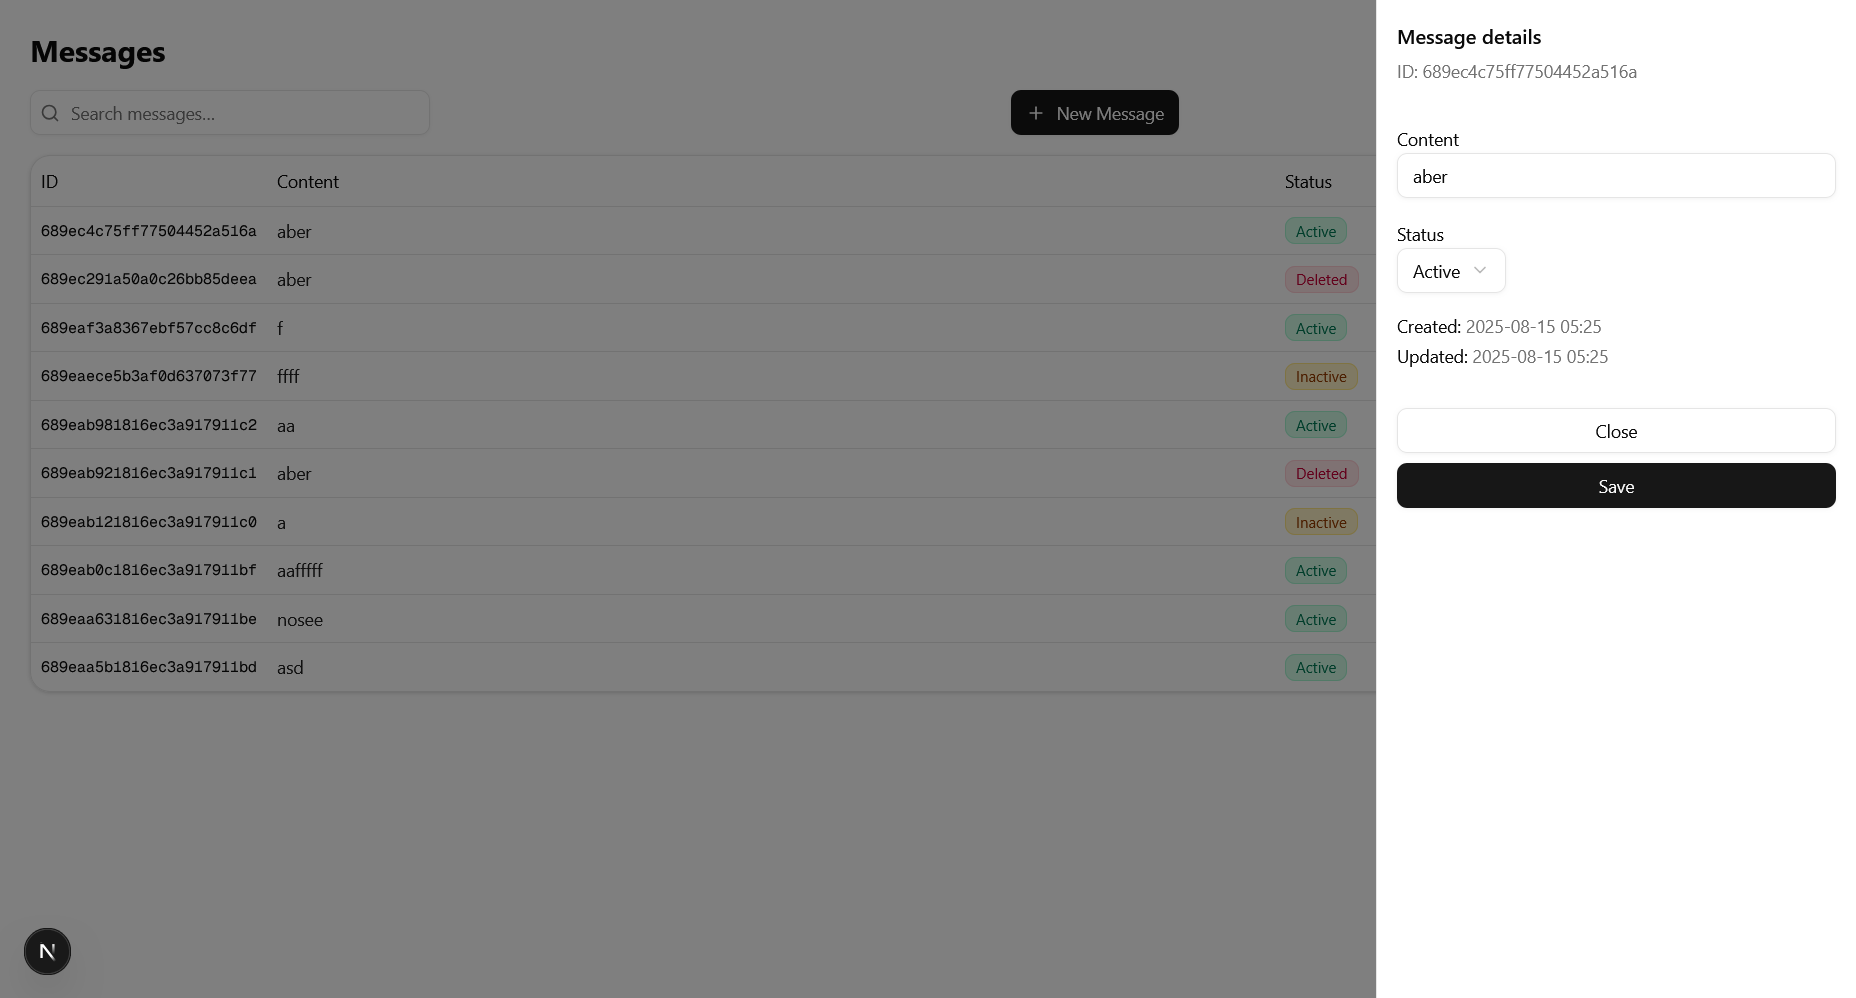 Messages
Search messages...
New Message
ID Content Status
689ec4c75ff77504452a516a aber Active
689ec291a50a0c26bb85deea aber Deleted
689eaf3a8367ebf57cc8c6df f Active
689eaece5b3af0d637073f77 ffff Inactive
689eab981816ec3a917911c2 aa Active
689eab921816ec3a917911c1 aber Deleted
689eab121816ec3a917911c0 a Inactive
689eab0c1816ec3a917911bf aafffff Active
689eaa631816ec3a917911be nosee Active
689eaa5b1816ec3a917911bd asd Active
N
Message details
ID: 689ec4c75ff77504452a516a
Content
aber
Status
Active
Created: 2025-08-15 05:25
Updated: 2025-08-15 05:25
Close
Save